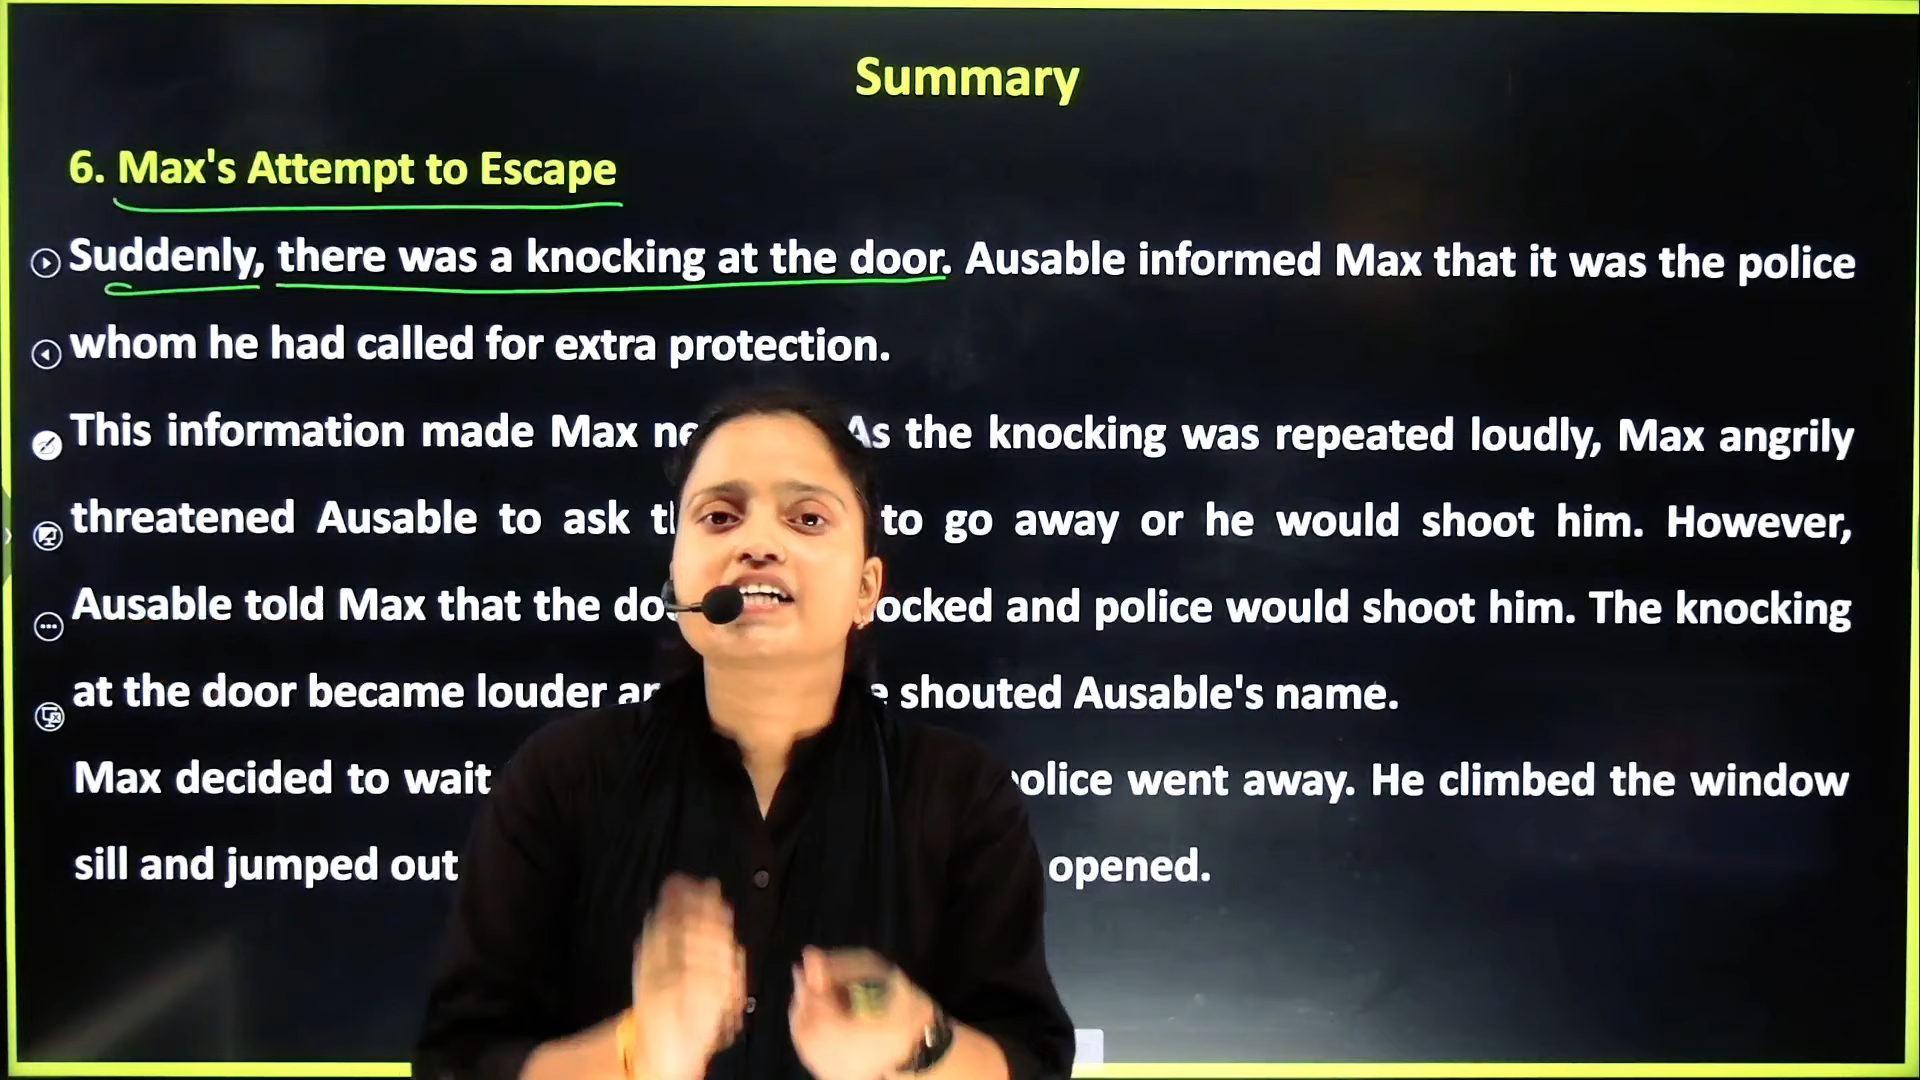 Summary
6. Max's Attempt to Escape
Suddenly, there was a knocking at the door. Ausable informed Max that it was the police
whom he had called for extra protection.
This information made Max As the knocking was repeated loudly, Max angrily
threatened Ausable to ask to go away or he would shoot him. However,
Ausable told Max that the and police would shoot him. The knocking
at the door became louder shouted Ausable's name.
Max decided to wait went away. He climbed the window
sill and jumped out opened.